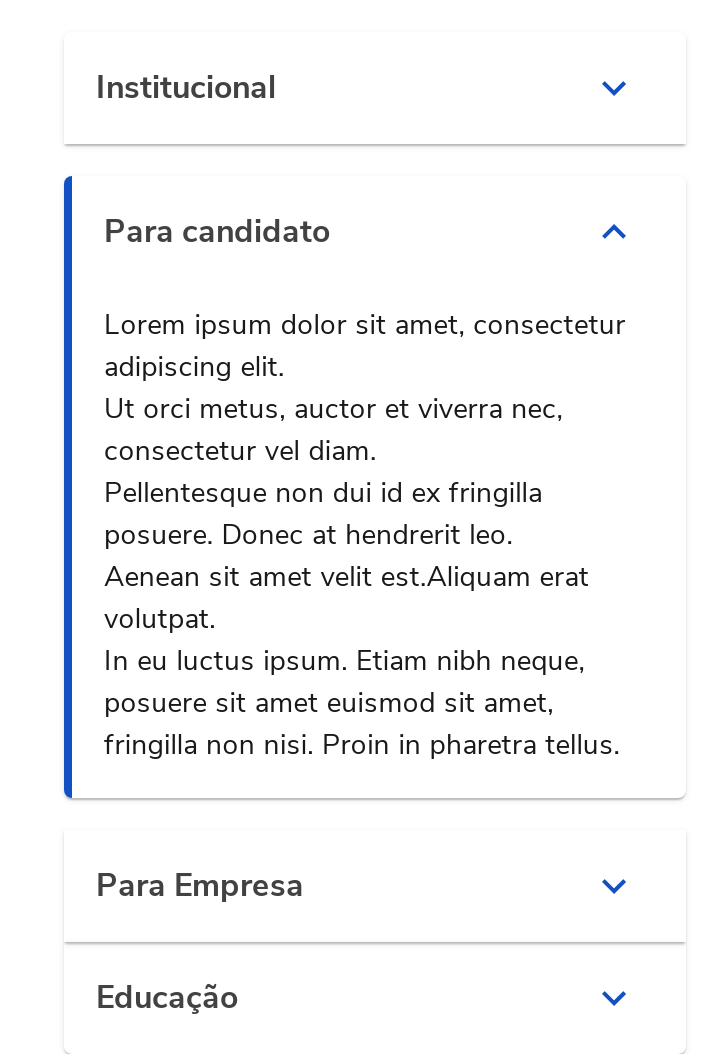 Institucional
Para candidato
Lorem ipsum dolor sit amet, consectetur
adipiscing elit.
Ut orci metus, auctor et viverra nec,
consectetur vel diam.
Pellentesque non dui id ex fringilla
posuere. Donec at hendrerit leo.
Aenean sit amet velit est.Aliquam erat
volutpat.
In eu luctus ipsum. Etiam nibh neque,
posuere sit amet euismod sit amet,
fringilla non nisi. Proin in pharetra tellus.
Para Empresa
Educação